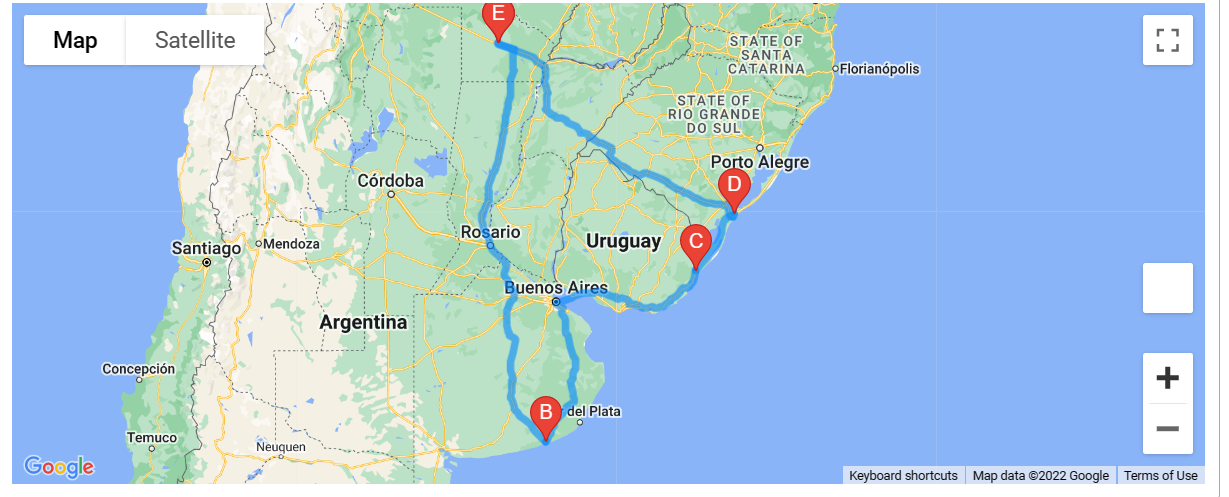 E
Map
Satellite
STATE OF
SANTA
CATARINA
Florianópolis
STATE OF
RIO GRANDE
DO SUL
Porto Alegre
Córdoba
D
Rosario
Uruguay
C
Santiago
Mendoza
Buenos Aires
Argentina
Concepción
B
del Plata
Temuco
Neuquen
Google
Keyboard shortcuts
Map data ©2022 Google
Terms of Use